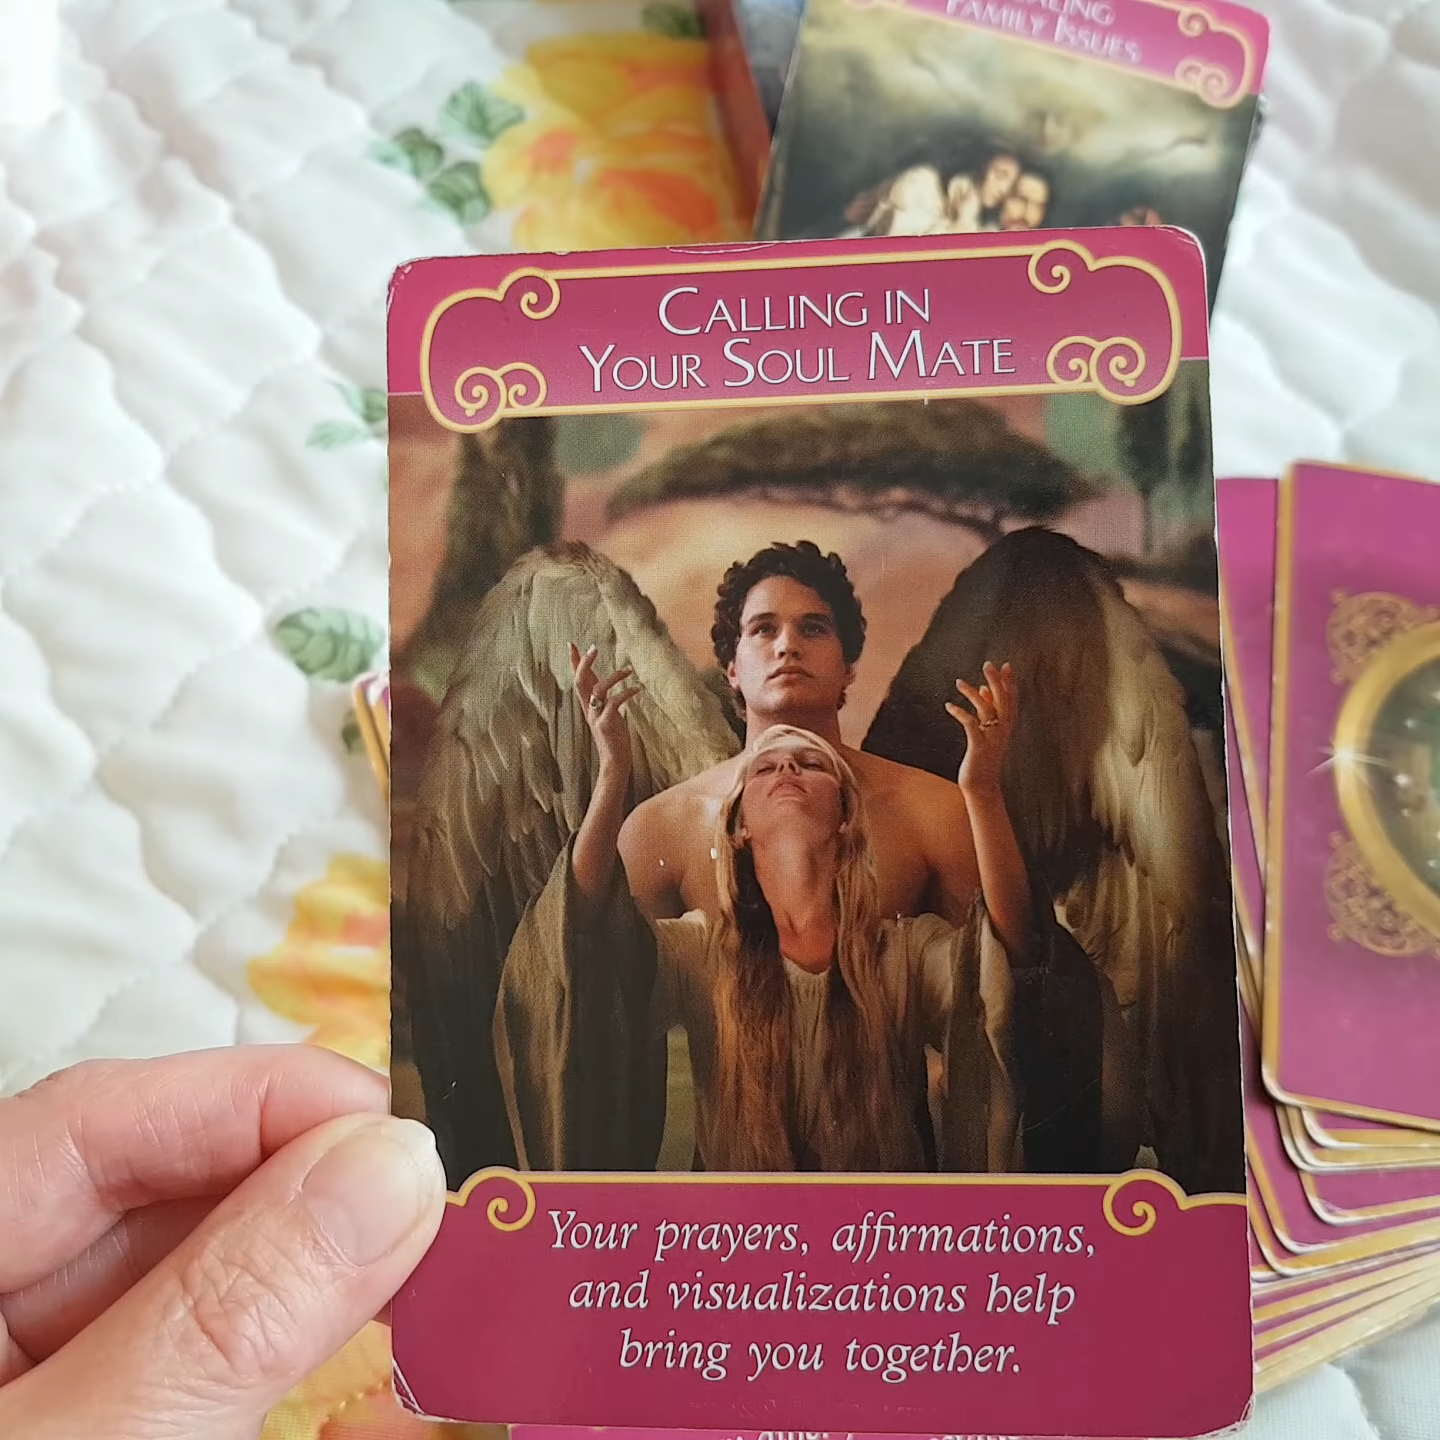 FAMILY ISSUES
CALLING IN
YOUR SOUL MATE
Your prayers, affirmations,
and visualizations help
bring you together.